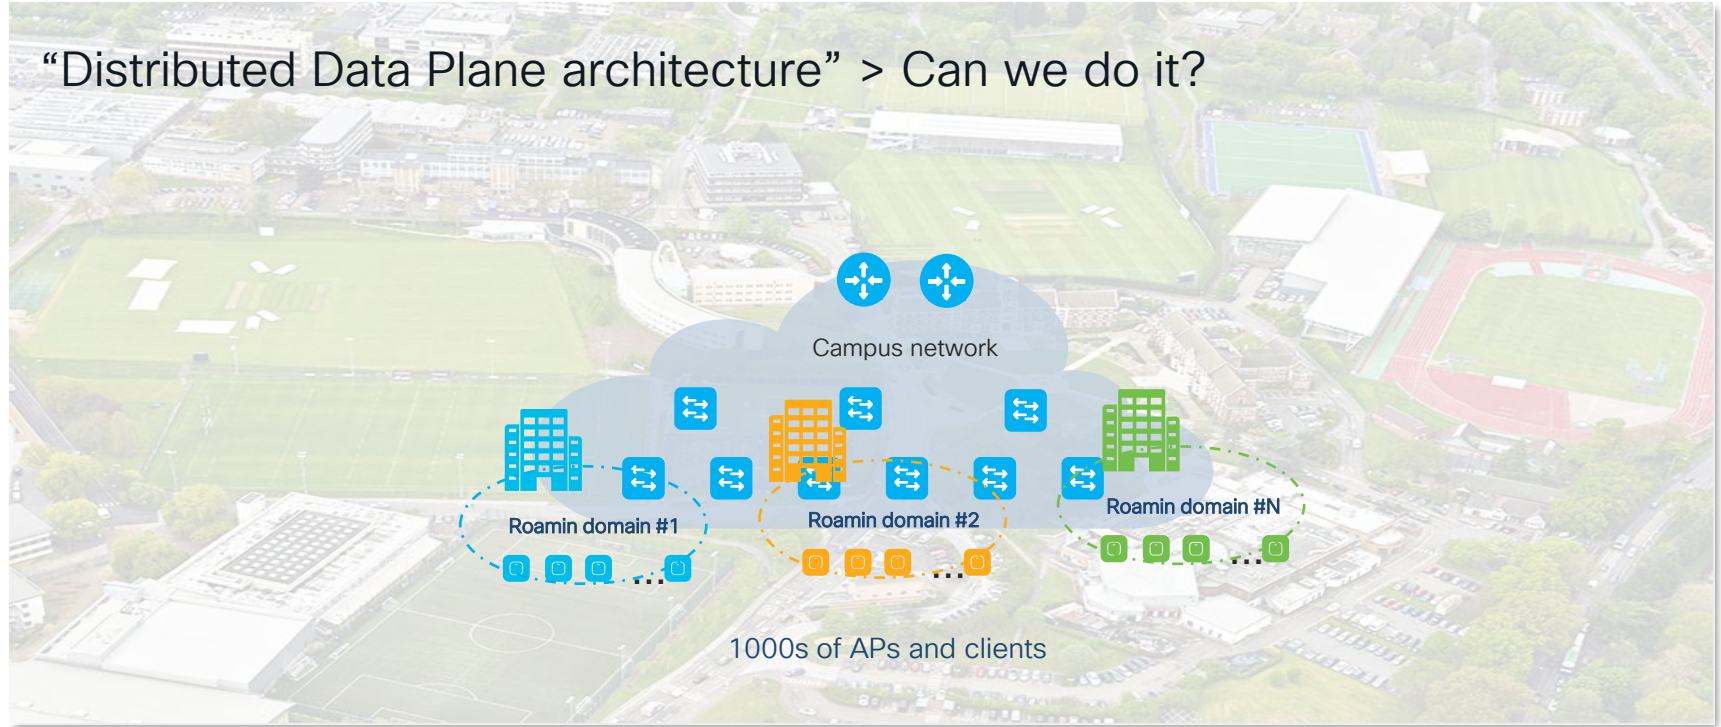 “Distributed Data Plane architecture” > Can we do it?
Campus network
Roamin domain #1
Roamin domain #2
Roamin domain #N
...
...
...
1000s of APs and clients